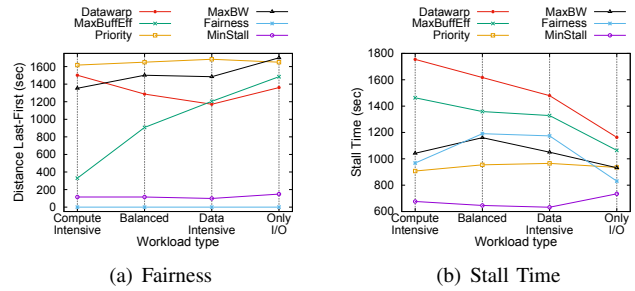 Datawarp
MaxBuffEff
Priority
MaxBW
Fairness
MinStall
Distance Last-First (sec)
1600
1400
1200
1000
800
600
400
200
0
Compute Intensive
Balanced
Data Intensive
Only I/O
Workload type
(a) Fairness
Datawarp
MaxBuffEff
Priority
MaxBW
Fairness
MinStall
Stall Time (sec)
1800
1600
1400
1200
1000
800
600
Compute Intensive
Balanced
Data Intensive
Only I/O
Workload type
(b) Stall Time